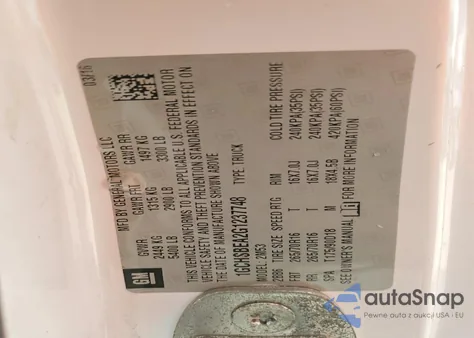 GM
MFD BY GENERAL MOTORS LLC
03/16
GVWR GAWR FRT GAWR RR
2449 KG 1315 KG 1497 KG
5400 LB 2900 LB 3300 LB
THIS VEHICLE CONFORMS TO ALL APPLICABLE U.S. FEDERAL MOTOR
VEHICLE SAFETY AND THEFT PREVENTION STANDARDS IN EFFECT ON
THE DATE OF MANUFACTURE SHOWN ABOVE
1GCHSBEA2G1237748 TYPE: TRUCK
2M53
TIRE SIZE SPEED RTG RIM COLD TIRE PRESSURE
FRT 265/70R16 16X7.0J 240KPA(35PSI)
RR 265/70R16 16X7.0J 240KPA(35PSI)
SPA T175/80D18 M 18X4.5B 420KPA(60PSI)
SEE OWNER'S MANUAL FOR MORE INFORMATION
autoSnap
Pewne auta z aukcji USA i EU